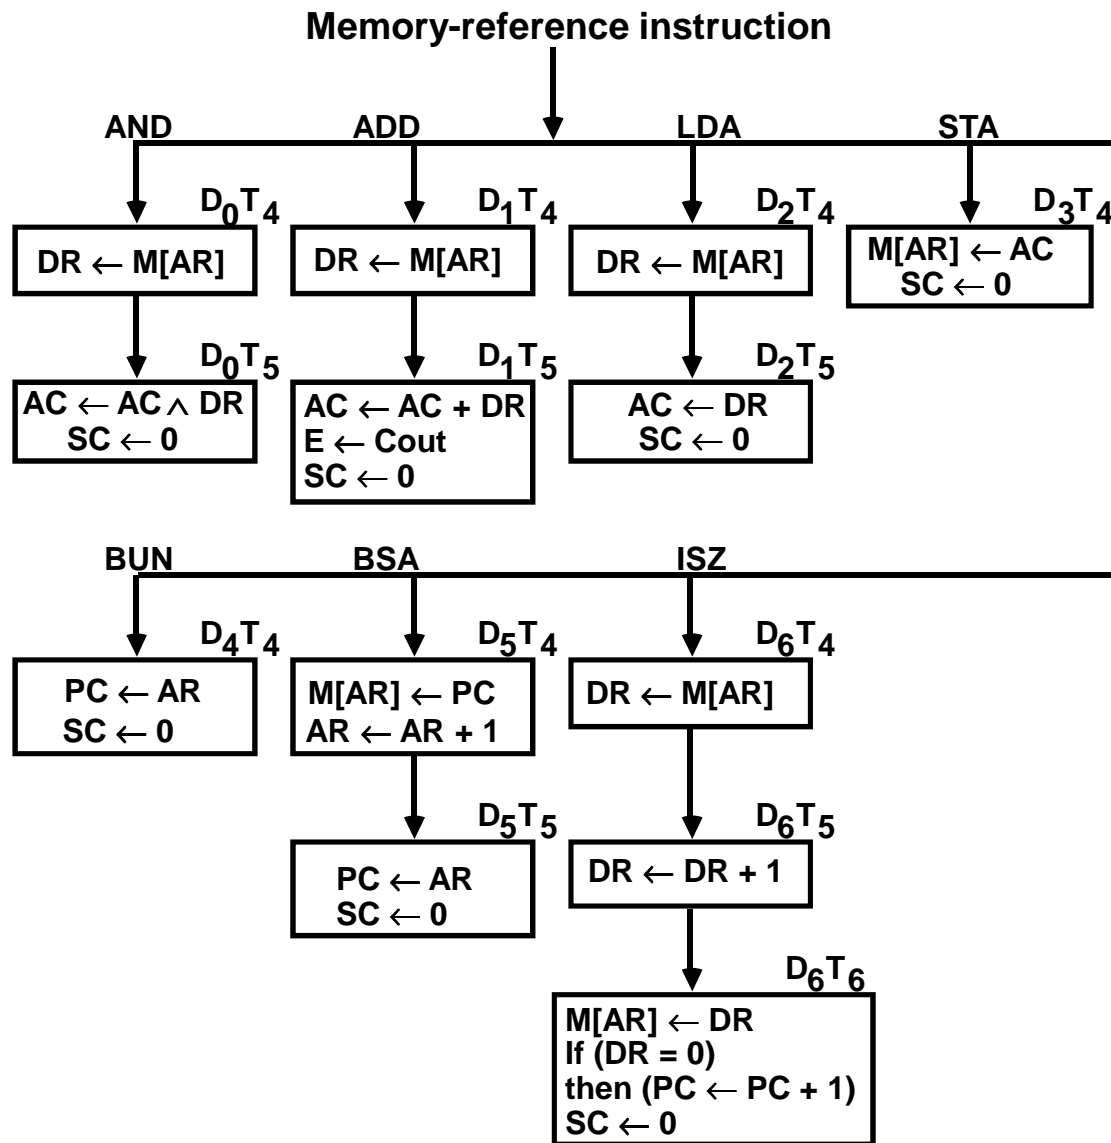 Memory-reference instruction
AND ADD LDA STA
D0T4 D1T4 D2T4 D3T4
DR ← M[AR]
DR ← M[AR]
DR ← M[AR]
M[AR] ← AC
SC ← 0
D0T5 D1T5 D2T5
AC ← AC ∧ DR
SC ← 0
AC ← AC + DR
E ← Cout
SC ← 0
AC ← DR
SC ← 0
BUN BSA ISZ
D4T4 D5T4 D6T4
PC ← AR
SC ← 0
M[AR] ← PC
AR ← AR + 1
DR ← M[AR]
D5T5 D6T5
PC ← AR
SC ← 0
DR ← DR + 1
D6T6
M[AR] ← DR
If (DR = 0)
then (PC ← PC + 1)
SC ← 0